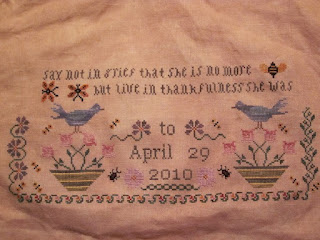 say not in grief that she is no more
but live in thankfulness she was
to
April 29
2010